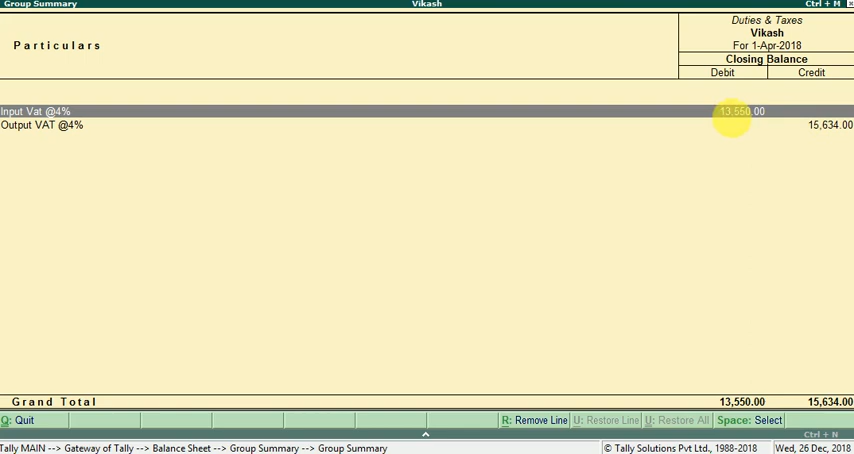 Group Summary Vikash Ctrl + M
Duties & Taxes
Particulars Vikash
For 1-Apr-2018
Closing Balance
Debit Credit
Input Vat @4% 13,550.00
Output VAT @4% 15,634.00
Grand Total 13,550.00 15,634.00
Q: Quit R: Remove Line U: Restore Line U: Restore All Space: Select
Ctrl + N
Tally MAIN --> Gateway of Tally --> Balance Sheet --> Group Summary --> Group Summary © Tally Solutions Pvt Ltd., 1988-2018 Wed, 26 Dec, 2018